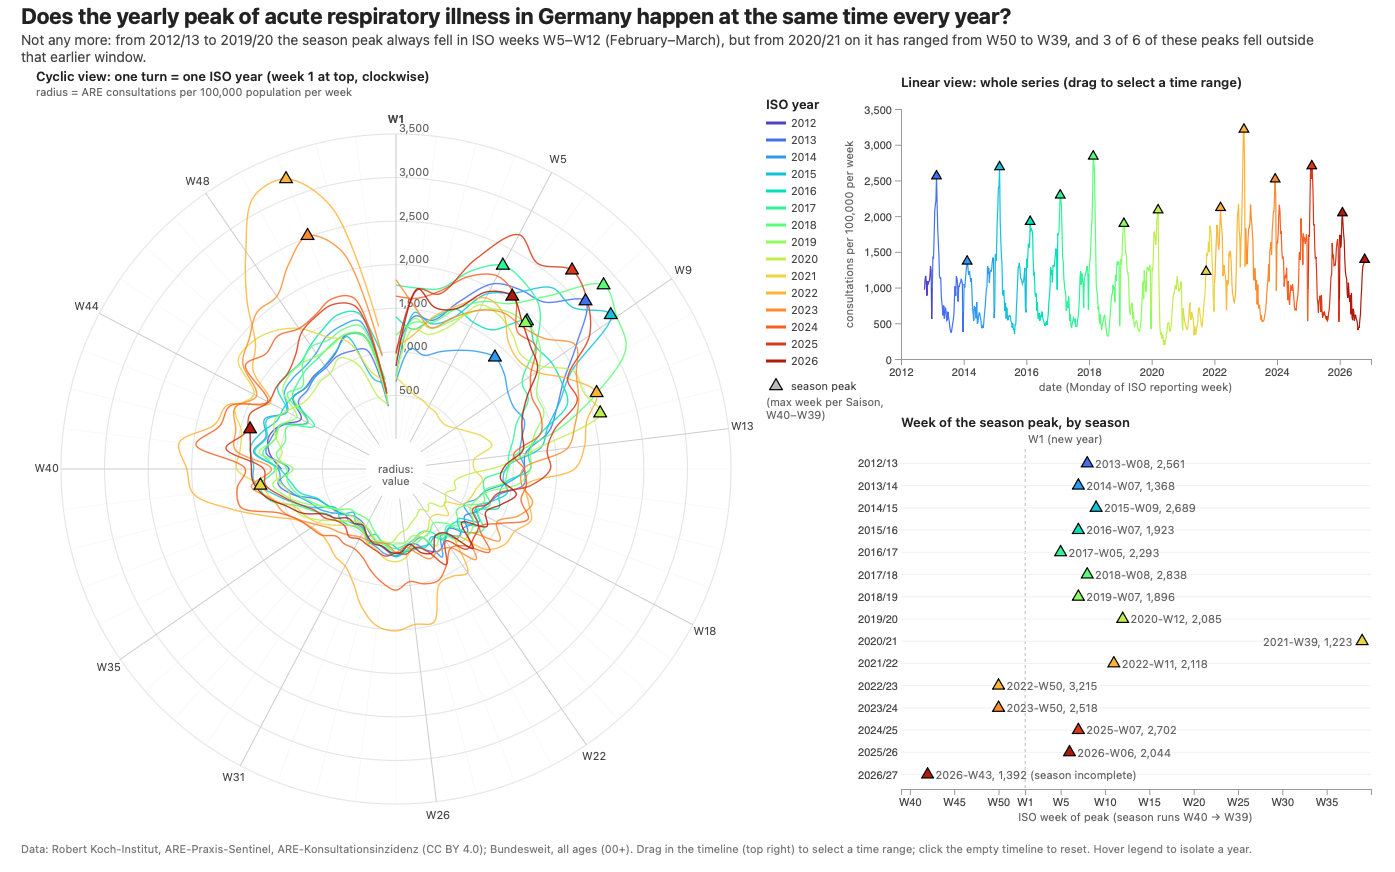 Does the yearly peak of acute respiratory illness in Germany happen at the same time every year?
Not any more: from 2012/13 to 2019/20 the season peak always fell in ISO weeks W5–W12 (February–March), but from 2020/21 on it has ranged from W50 to W39, and 3 of 6 of these peaks fell outside
that earlier window.
Cyclic view: one turn = one ISO year (week 1 at top, clockwise)
radius = ARE consultations per 100,000 population per week
W1
W5
W9
W13
W18
W22
W26
W31
W35
W40
W44
W48
3,500
3,000
2,500
2,000
1,500
1,000
500
radius:
value
ISO year
2012
2013
2014
2015
2016
2017
2018
2019
2020
2021
2022
2023
2024
2025
2026
season peak
(max week per Saison,
W40–W39)
Linear view: whole series (drag to select a time range)
consultations per 100,000 per week
3,500
3,000
2,500
2,000
1,500
1,000
500
0
2012 2014 2016 2018 2020 2022 2024 2026
date (Monday of ISO reporting week)
Week of the season peak, by season
W1 (new year)
2012/13 2013-W08, 2,561
2013/14 2014-W07, 1,368
2014/15 2015-W09, 2,689
2015/16 2016-W07, 1,923
2016/17 2017-W05, 2,293
2017/18 2018-W08, 2,838
2018/19 2019-W07, 1,896
2019/20 2020-W12, 2,085
2020/21 2021-W39, 1,223
2021/22 2022-W11, 2,118
2022/23 2022-W50, 3,215
2023/24 2023-W50, 2,518
2024/25 2025-W07, 2,702
2025/26 2026-W06, 2,044
2026/27 2026-W43, 1,392 (season incomplete)
W40 W45 W50 W1 W5 W10 W15 W20 W25 W30 W35
ISO week of peak (season runs W40 → W39)
Data: Robert Koch-Institut, ARE-Praxis-Sentinel, ARE-Konsultationsinzidenz (CC BY 4.0); Bundesweit, all ages (00+). Drag in the timeline (top right) to select a time range; click the empty timeline to reset. Hover legend to isolate a year.